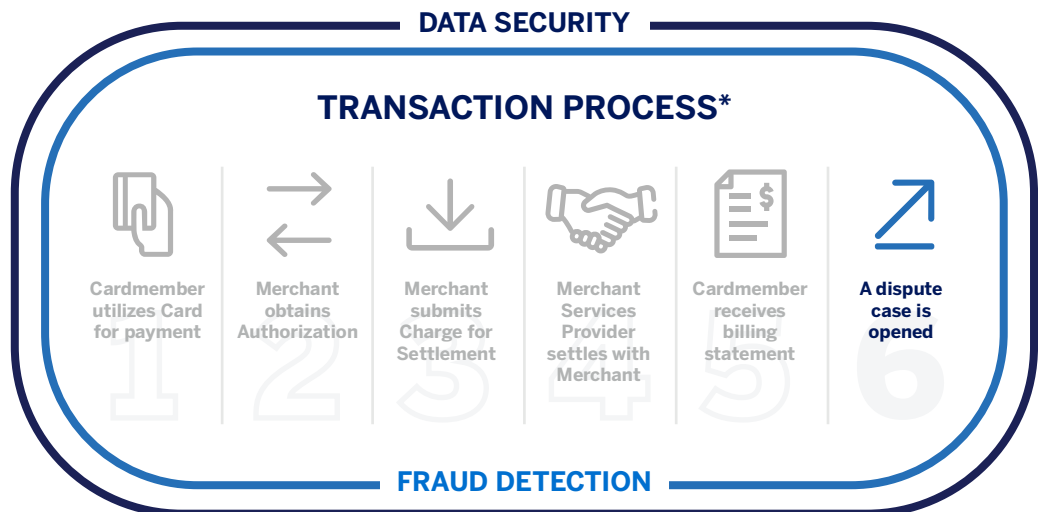 DATA SECURITY
TRANSACTION PROCESS*
$
Cardmember
utilizes Card
for payment
1
Merchant
obtains
Authorization
2
Merchant
submits
Charge for
Settlement
3
Merchant
Services
Provider
settles with
Merchant
4
Cardmember
receives
billing
statement
5
A dispute
case is
opened
6
FRAUD DETECTION